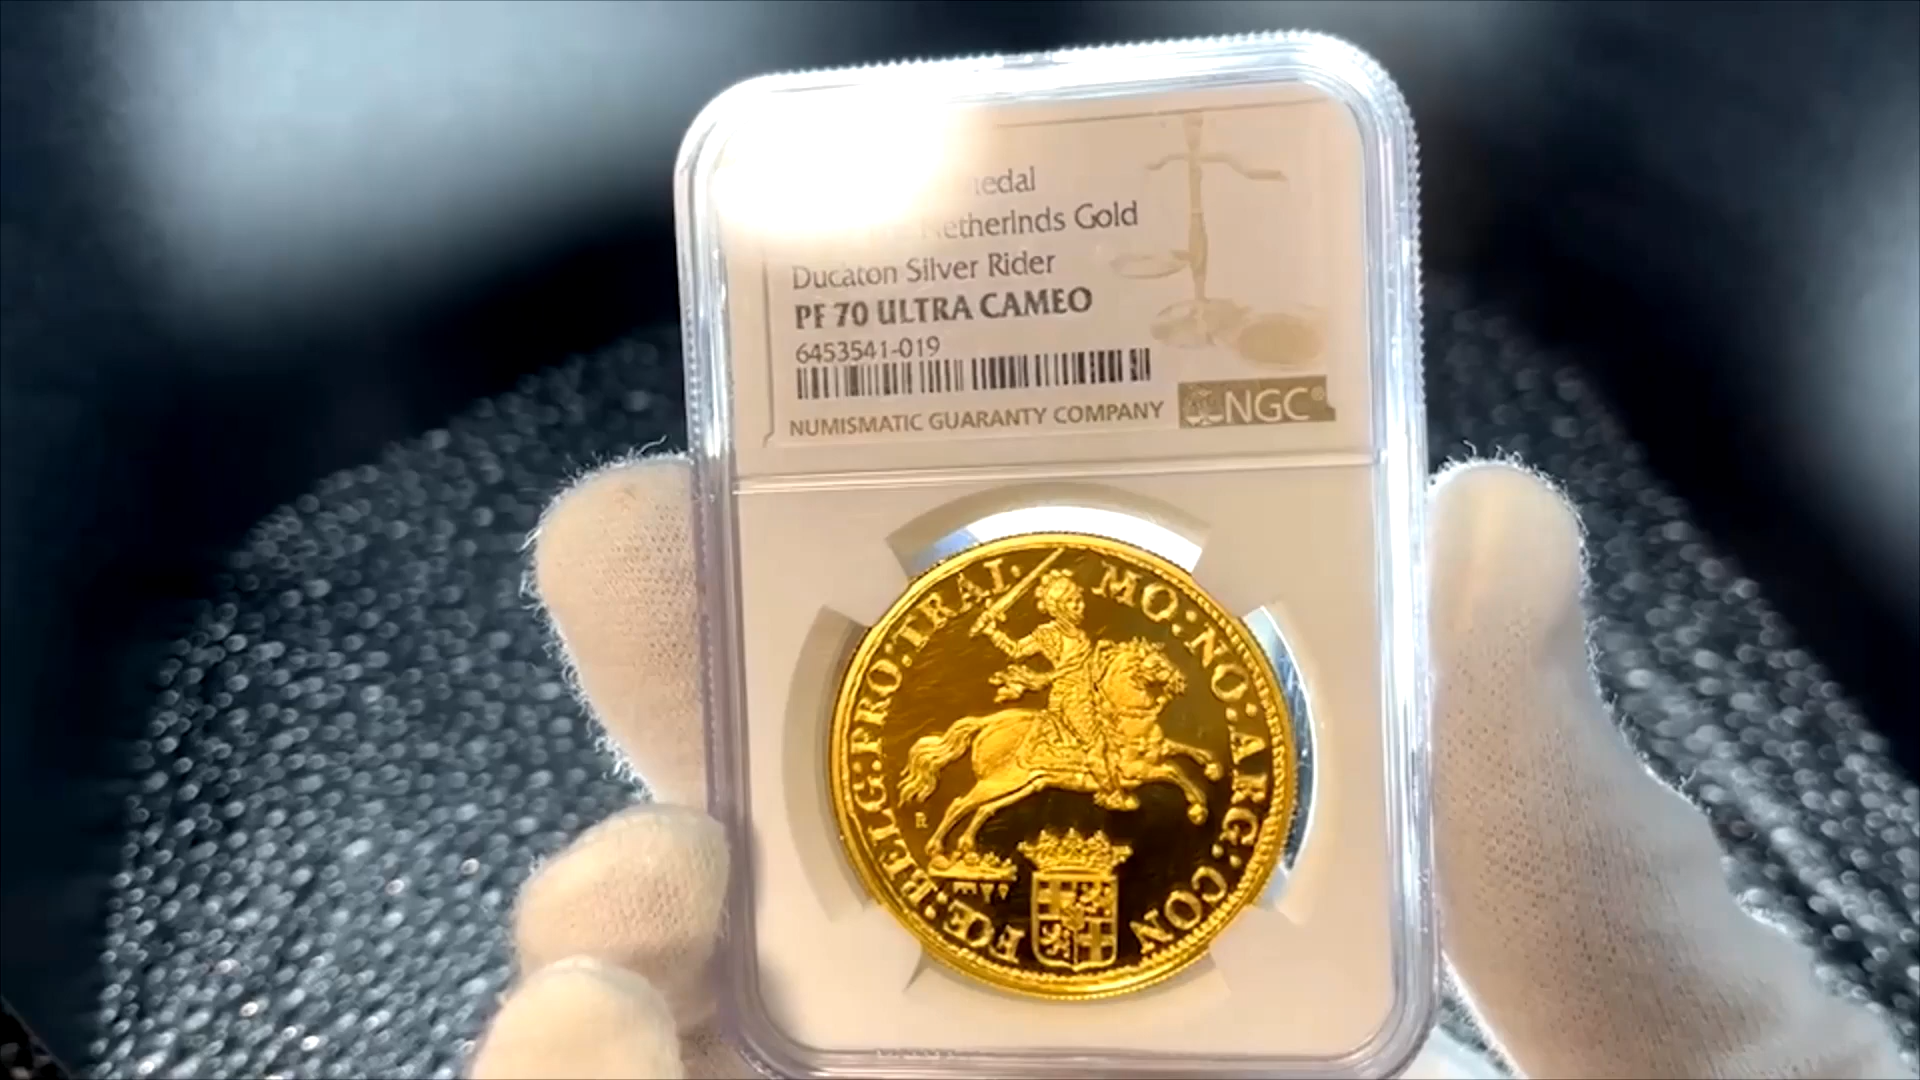 Netherlnds Gold
Ducaton Silver Rider
PF 70 ULTRA CAMEO
6453541-019
NUMISMATIC GUARANTY COMPANY
NGC
MO:NO:ARG:CON
FŒ:BELG:PRO:TRAI.
R